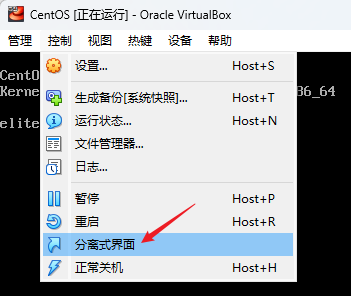 CentOS [正在运行] - Oracle VirtualBox
管理 控制 视图 热键 设备 帮助
设置... Host+S
CentO
Kerne 86_64
生成备份[系统快照]... Host+T
elite 运行状态... Host+N
文件管理器...
日志...
暂停 Host+P
重启 Host+R
分离式界面
正常关机 Host+H